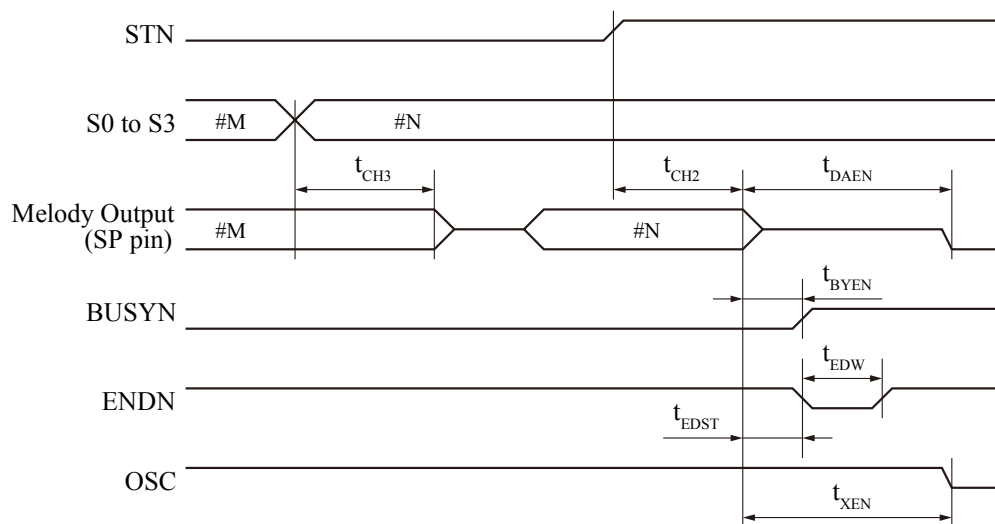 STN
S0 to S3
#M
#N
tCH3
tCH2
tDAEN
Melody Output
(SP pin)
#M
#N
tBYEN
BUSYN
tEDW
ENDN
tEDST
OSC
tXEN